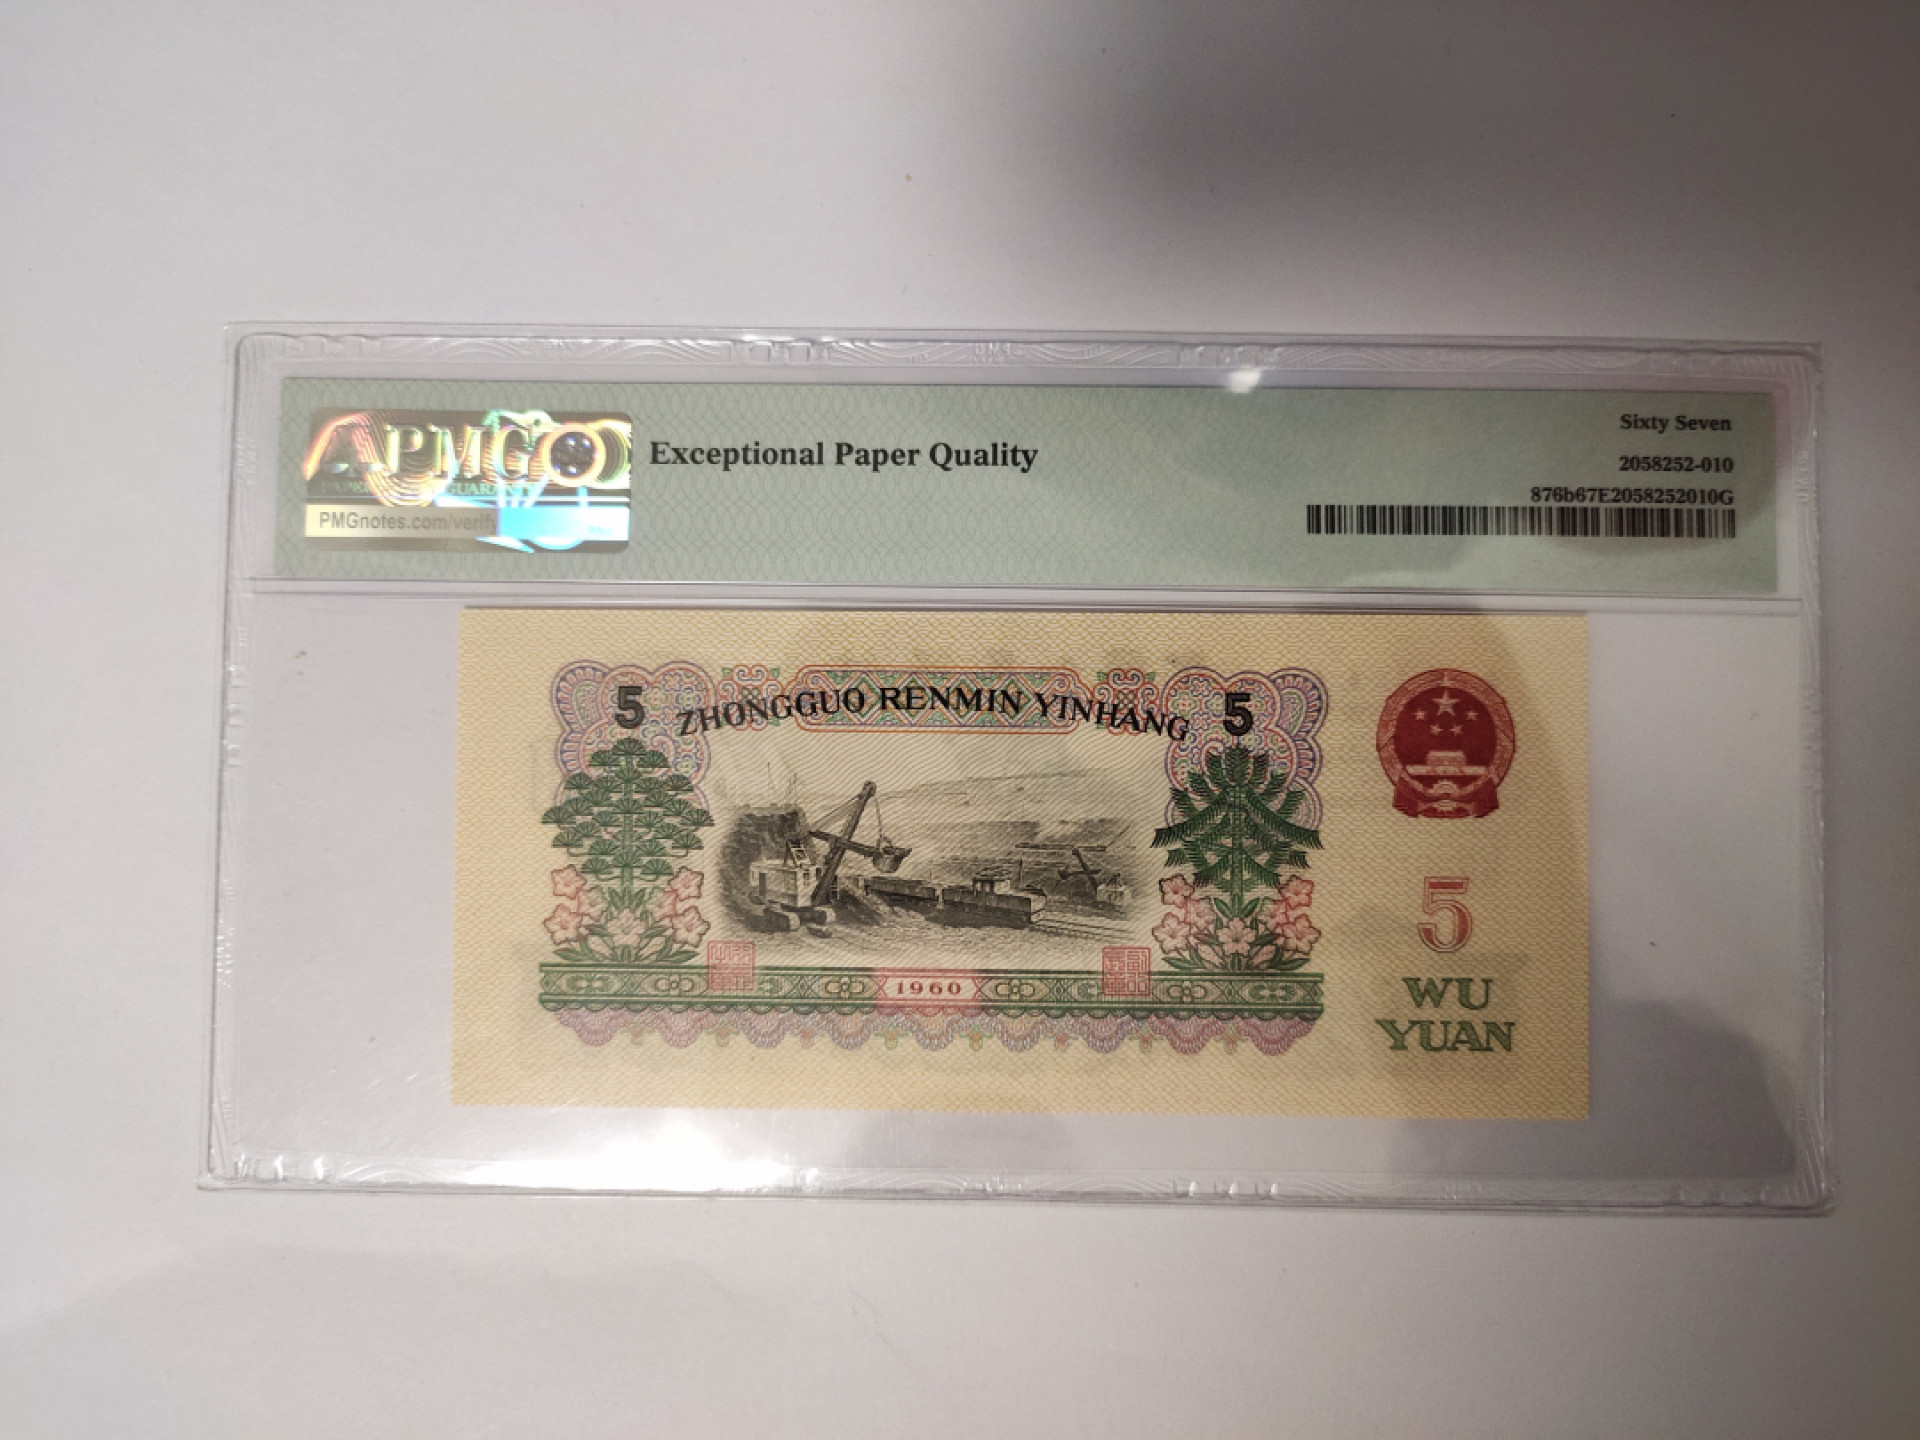 PMG
PMGnotes.com/verify
Exceptional Paper Quality
Sixty Seven
2058252-010
876b67E2058252010G
5 ZHONGGUO RENMIN YINHANG 5
1960
5
WU
YUAN